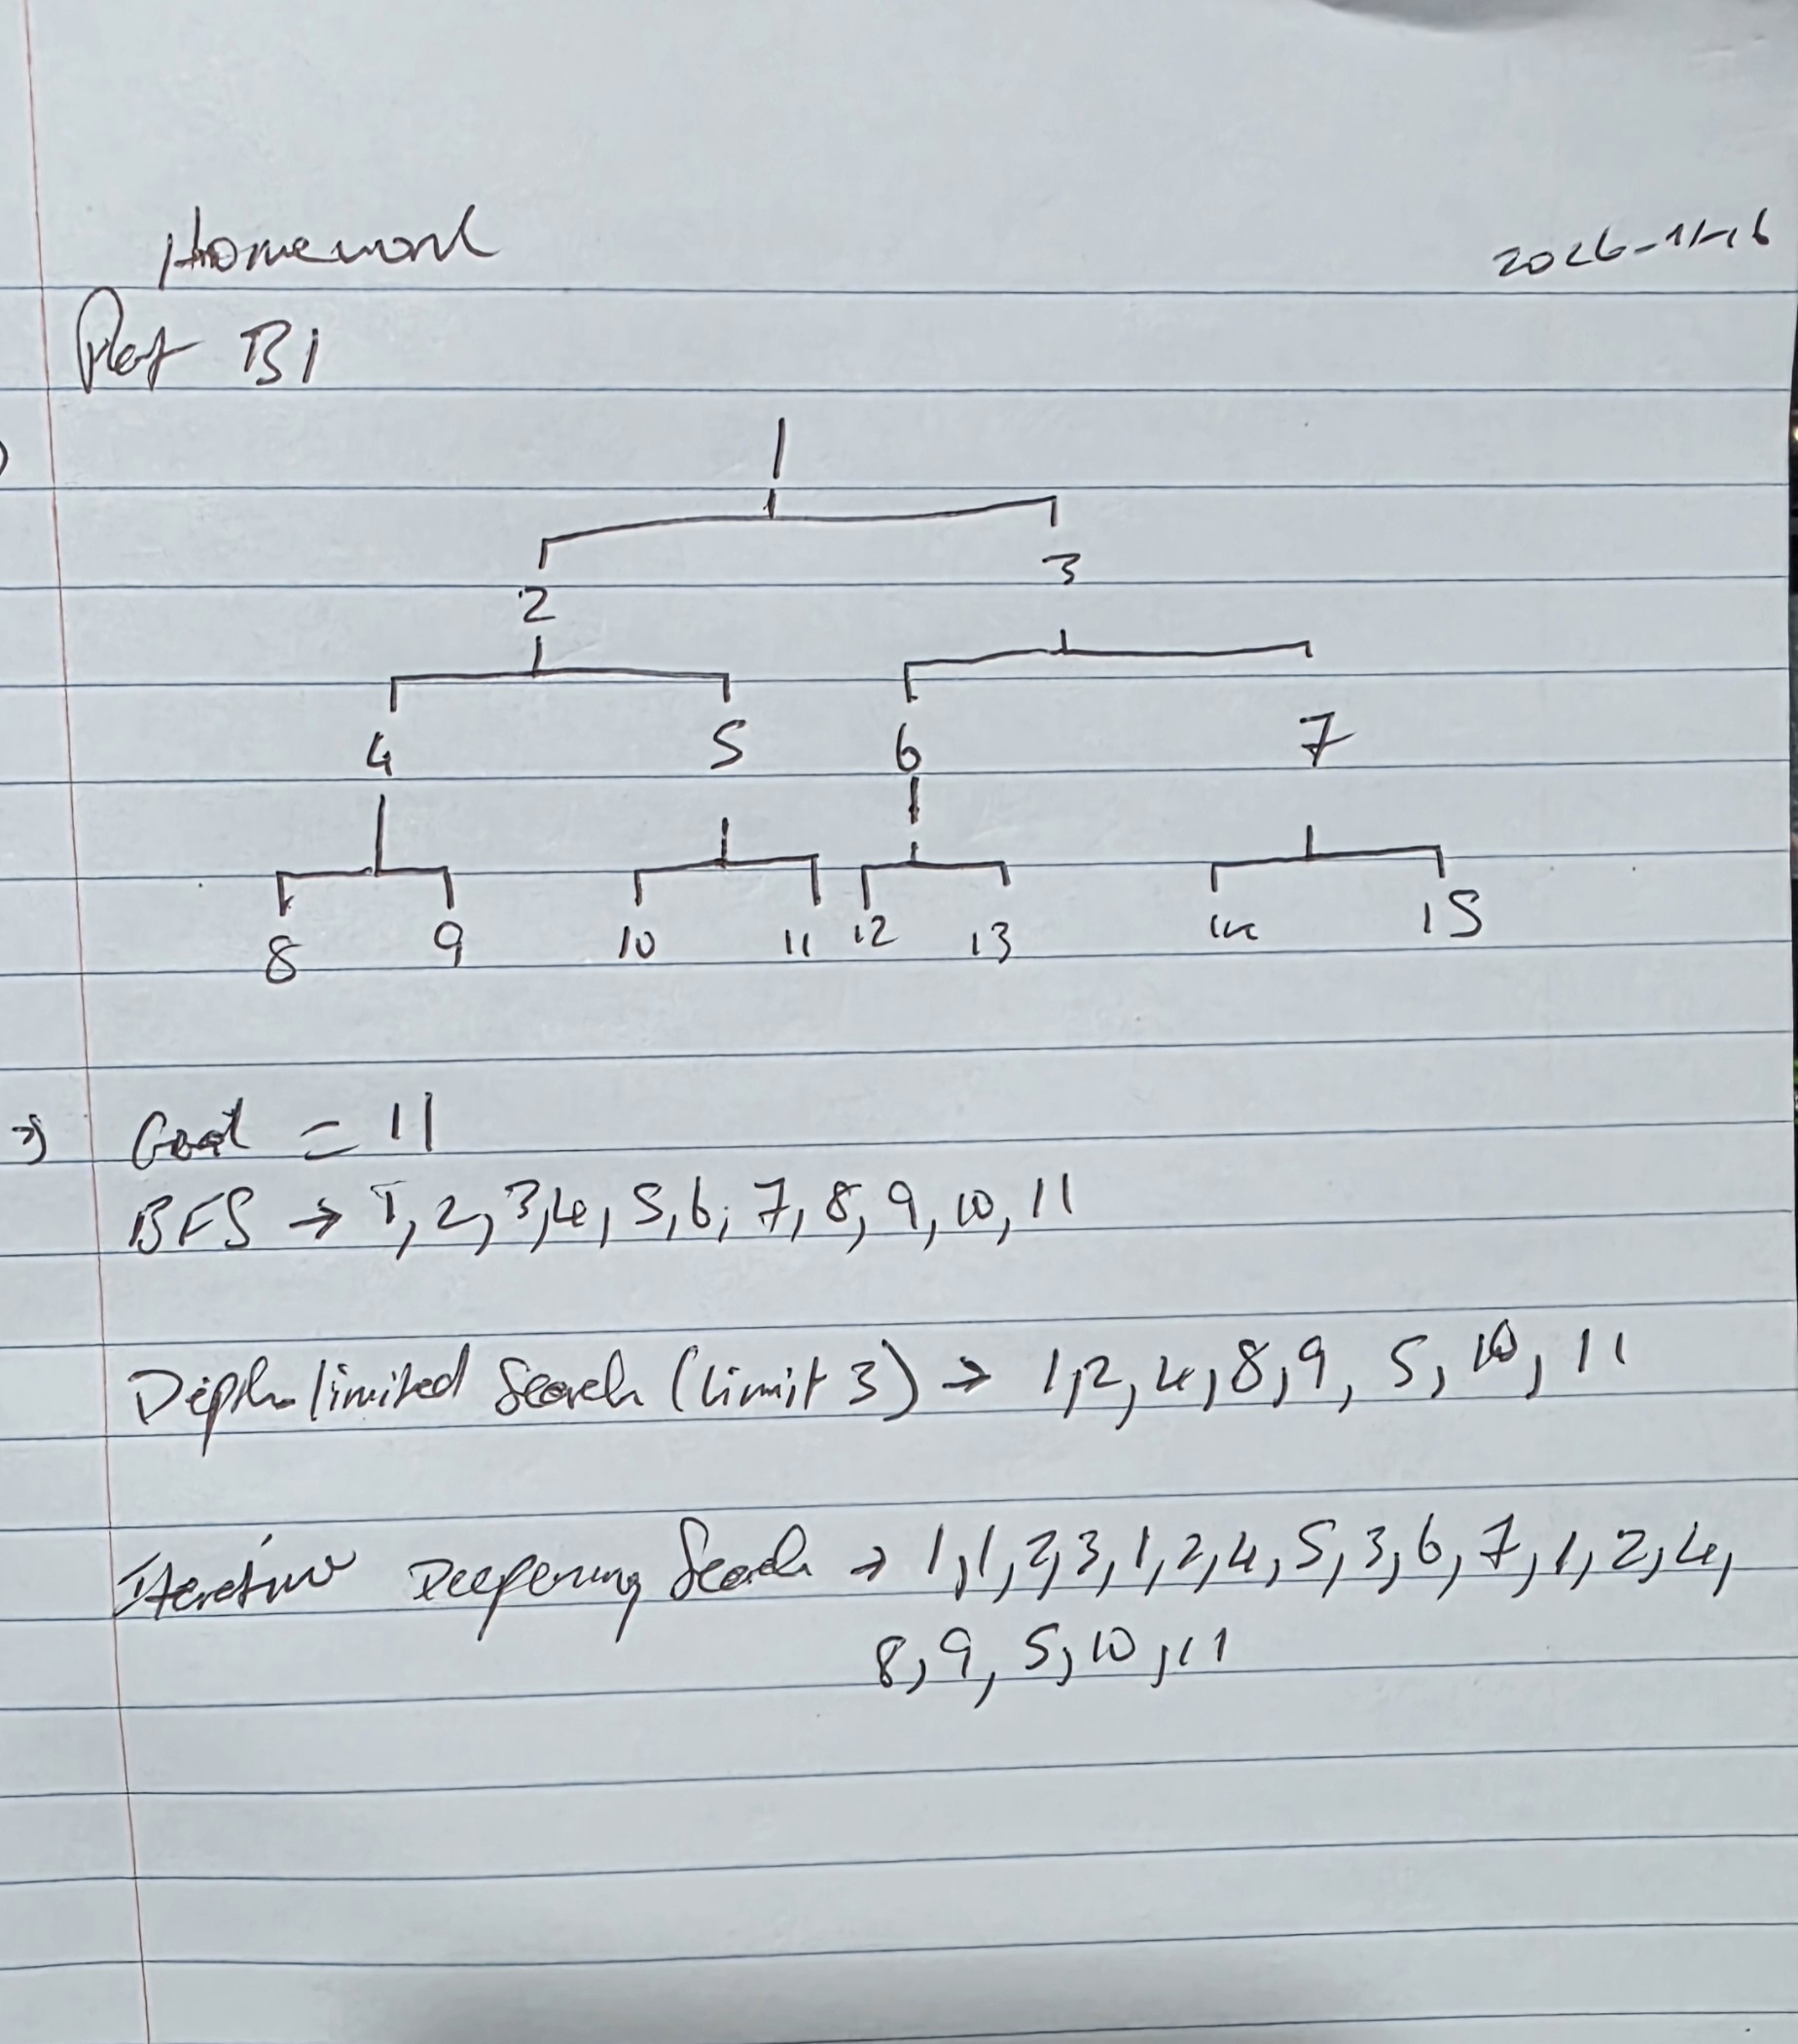 Homework
2026-11-16
Part B1
1
2 3
4 5 6 7
8 9 10 11 12 13 14 15
Goal = 11
BFS → 1, 2, 3, 4, 5, 6, 7, 8, 9, 10, 11
Depth limited Search (limit 3) → 1, 2, 4, 8, 9, 5, 10, 11
Iterative Deepening Search → 1, 1, 2, 3, 1, 2, 4, 5, 3, 6, 7, 1, 2, 4,
8, 9, 5, 10, 11